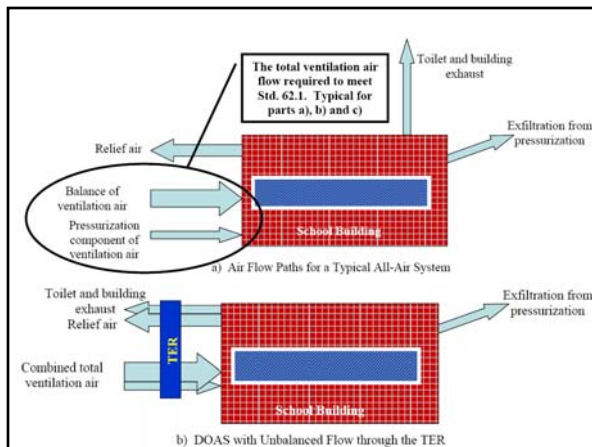 The total ventilation air
flow required to meet
Std. 62.1. Typical for
parts a), b) and c)
Toilet and building
exhaust
Relief air
Exfiltration from
pressurization
Balance of
ventilation air
Pressurization
component of
ventilation air
School Building
a) Air Flow Paths for a Typical All-Air System
Toilet and building
exhaust
Relief air
TER
Exfiltration from
pressurization
Combined total
ventilation air
School Building
b) DOAS with Unbalanced Flow through the TER